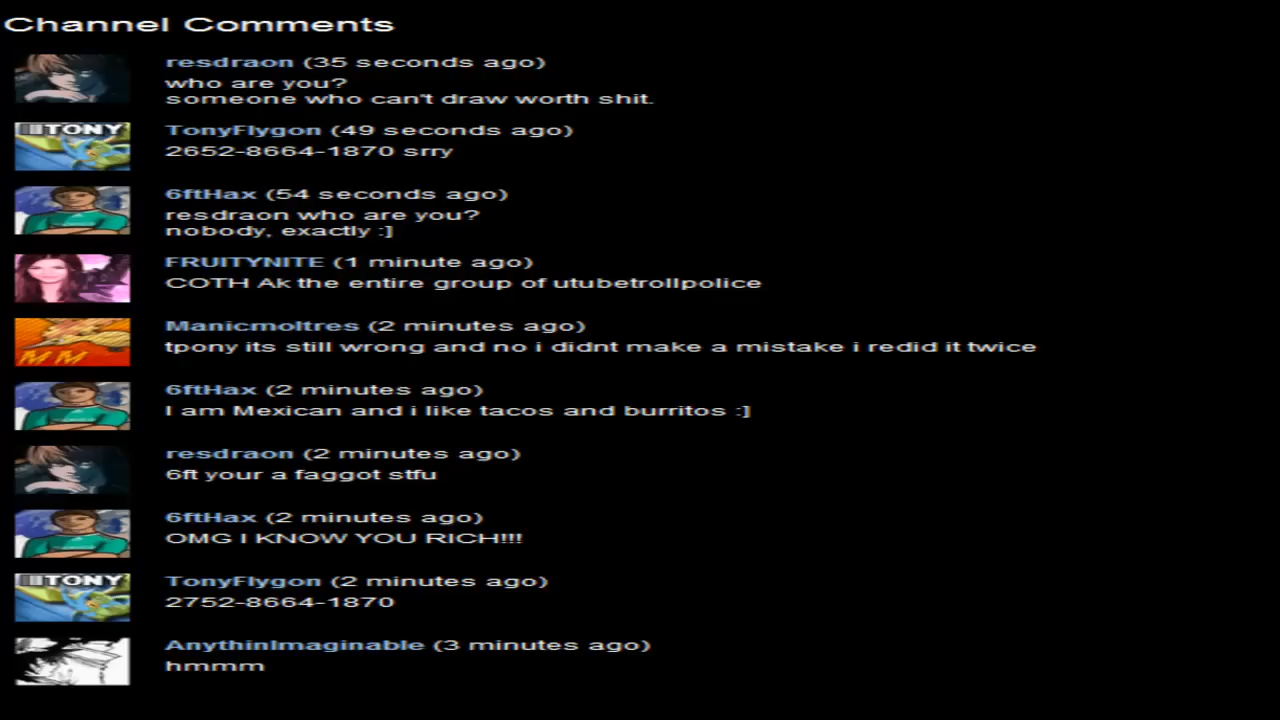 Channel Comments
resdraon (35 seconds ago)
who are you?
someone who can't draw worth shit.
TONY
TonyFlygon (49 seconds ago)
2652-8664-1870 srry
6ftHax (54 seconds ago)
resdraon who are you?
nobody, exactly :]
FRUITYNITE (1 minute ago)
COTH Ak the entire group of utubetrollpolice
MM
Manicmoltres (2 minutes ago)
tpony its still wrong and no i didnt make a mistake i redid it twice
6ftHax (2 minutes ago)
I am Mexican and i like tacos and burritos :]
resdraon (2 minutes ago)
6ft your a faggot stfu
6ftHax (2 minutes ago)
OMG I KNOW YOU RICH!!!
TONY
TonyFlygon (2 minutes ago)
2752-8664-1870
AnythinImaginable (3 minutes ago)
hmmm